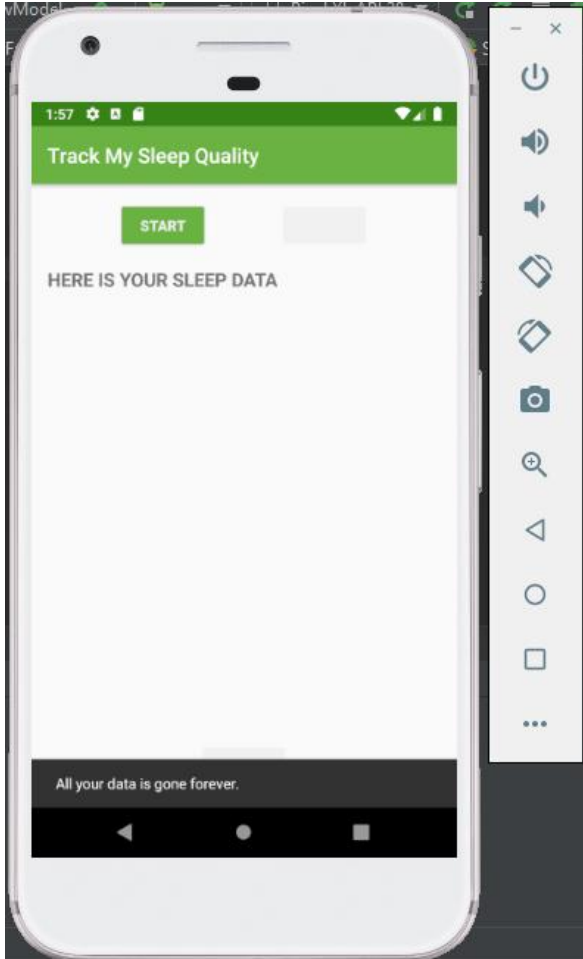 1:57
Track My Sleep Quality
START
HERE IS YOUR SLEEP DATA
All your data is gone forever.